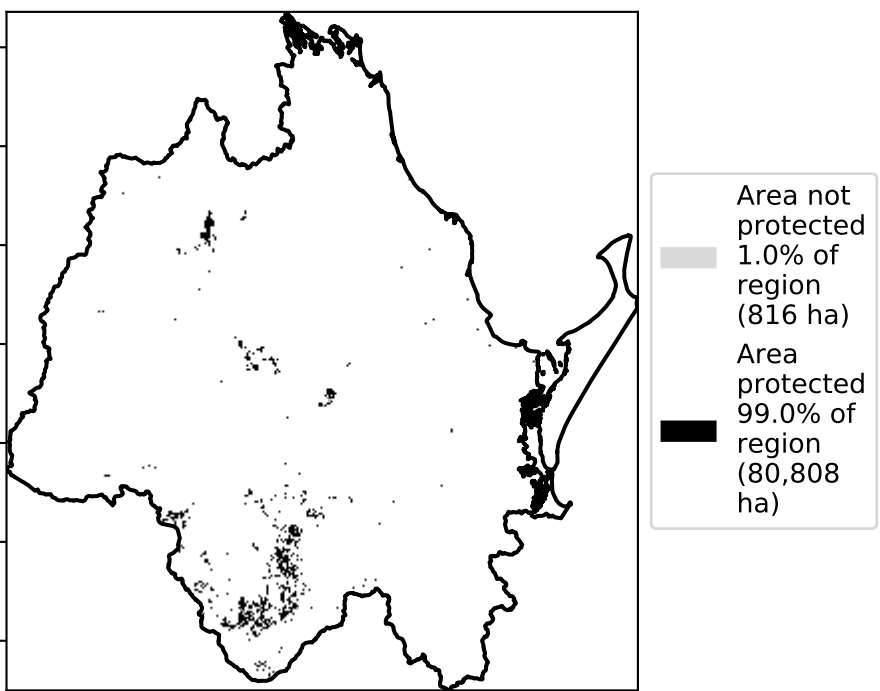 Area not
protected
1.0% of
region
(816 ha)
Area
protected
99.0% of
region
(80,808
ha)